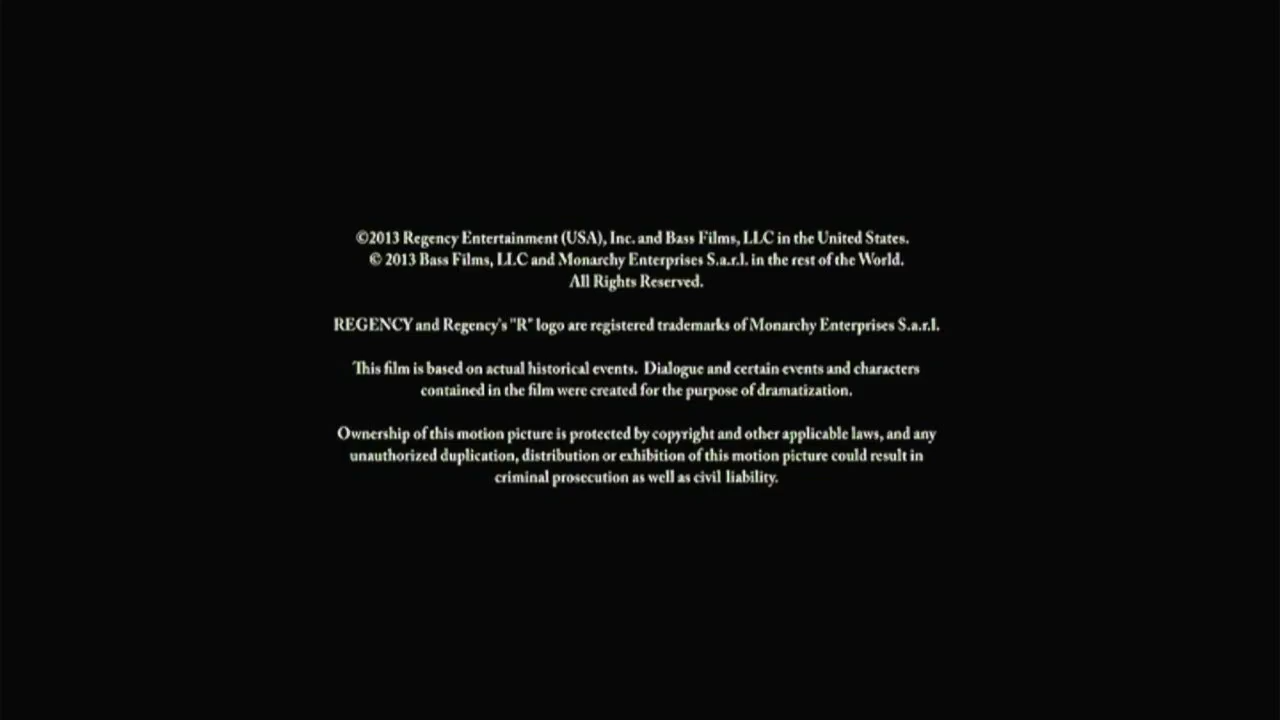 ©2013 Regency Entertainment (USA), Inc. and Bass Films, LLC in the United States.
© 2013 Bass Films, LLC and Monarchy Enterprises S.a.r.l. in the rest of the World.
All Rights Reserved.
REGENCY and Regency's "R" logo are registered trademarks of Monarchy Enterprises S.a.r.l.
This film is based on actual historical events.  Dialogue and certain events and characters
contained in the film were created for the purpose of dramatization.
Ownership of this motion picture is protected by copyright and other applicable laws, and any
unauthorized duplication, distribution or exhibition of this motion picture could result in
criminal prosecution as well as civil liability.